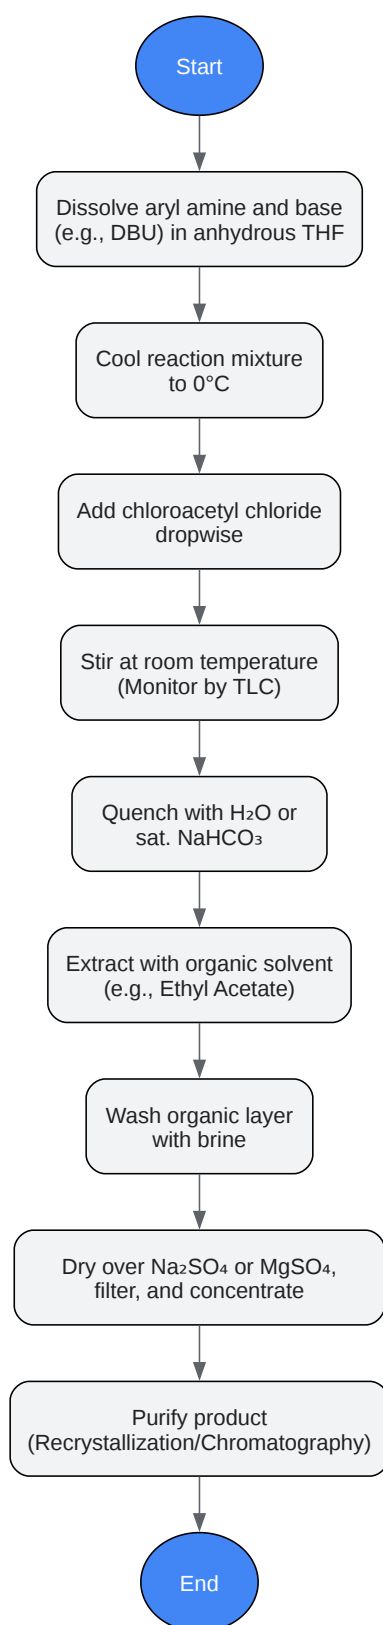 Start
Dissolve aryl amine and base
(e.g., DBU) in anhydrous THF
Cool reaction mixture
to 0°C
Add chloroacetyl chloride
dropwise
Stir at room temperature
(Monitor by TLC)
Quench with H₂O or
sat. NaHCO₃
Extract with organic solvent
(e.g., Ethyl Acetate)
Wash organic layer
with brine
Dry over Na₂SO₄ or MgSO₄,
filter, and concentrate
Purify product
(Recrystallization/Chromatography)
End